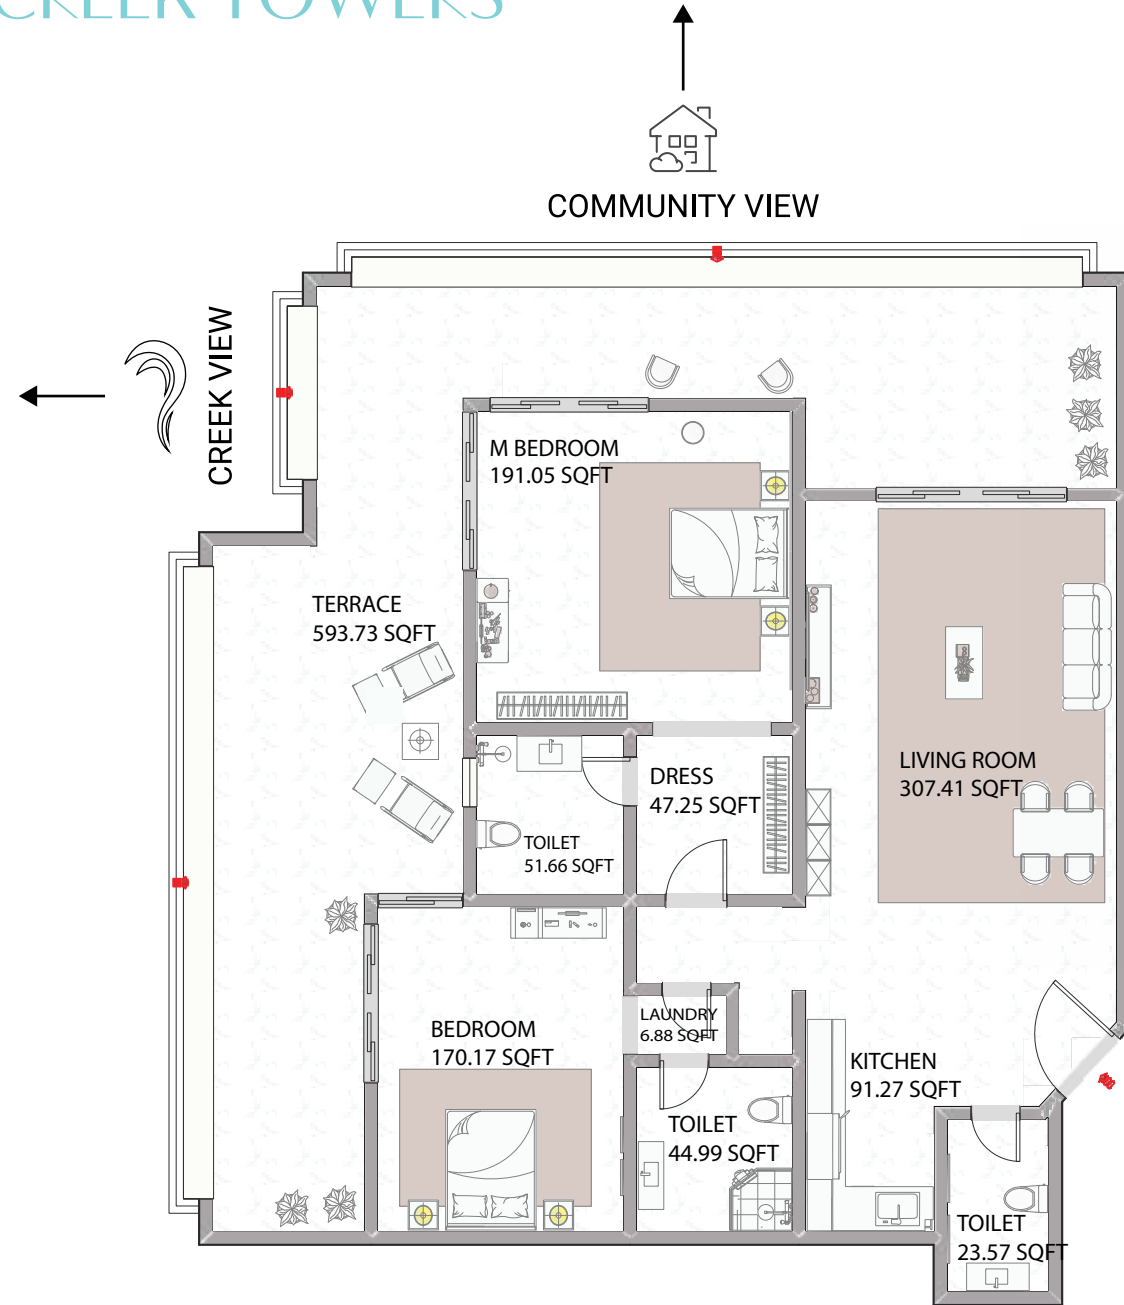 CREEK TOWERS
COMMUNITY VIEW
CREEK VIEW
M BEDROOM
191.05 SQFT
TERRACE
593.73 SQFT
LIVING ROOM
307.41 SQFT
DRESS
47.25 SQFT
TOILET
51.66 SQFT
LAUNDRY
6.88 SQFT
BEDROOM
170.17 SQFT
KITCHEN
91.27 SQFT
TOILET
44.99 SQFT
TOILET
23.57 SQFT